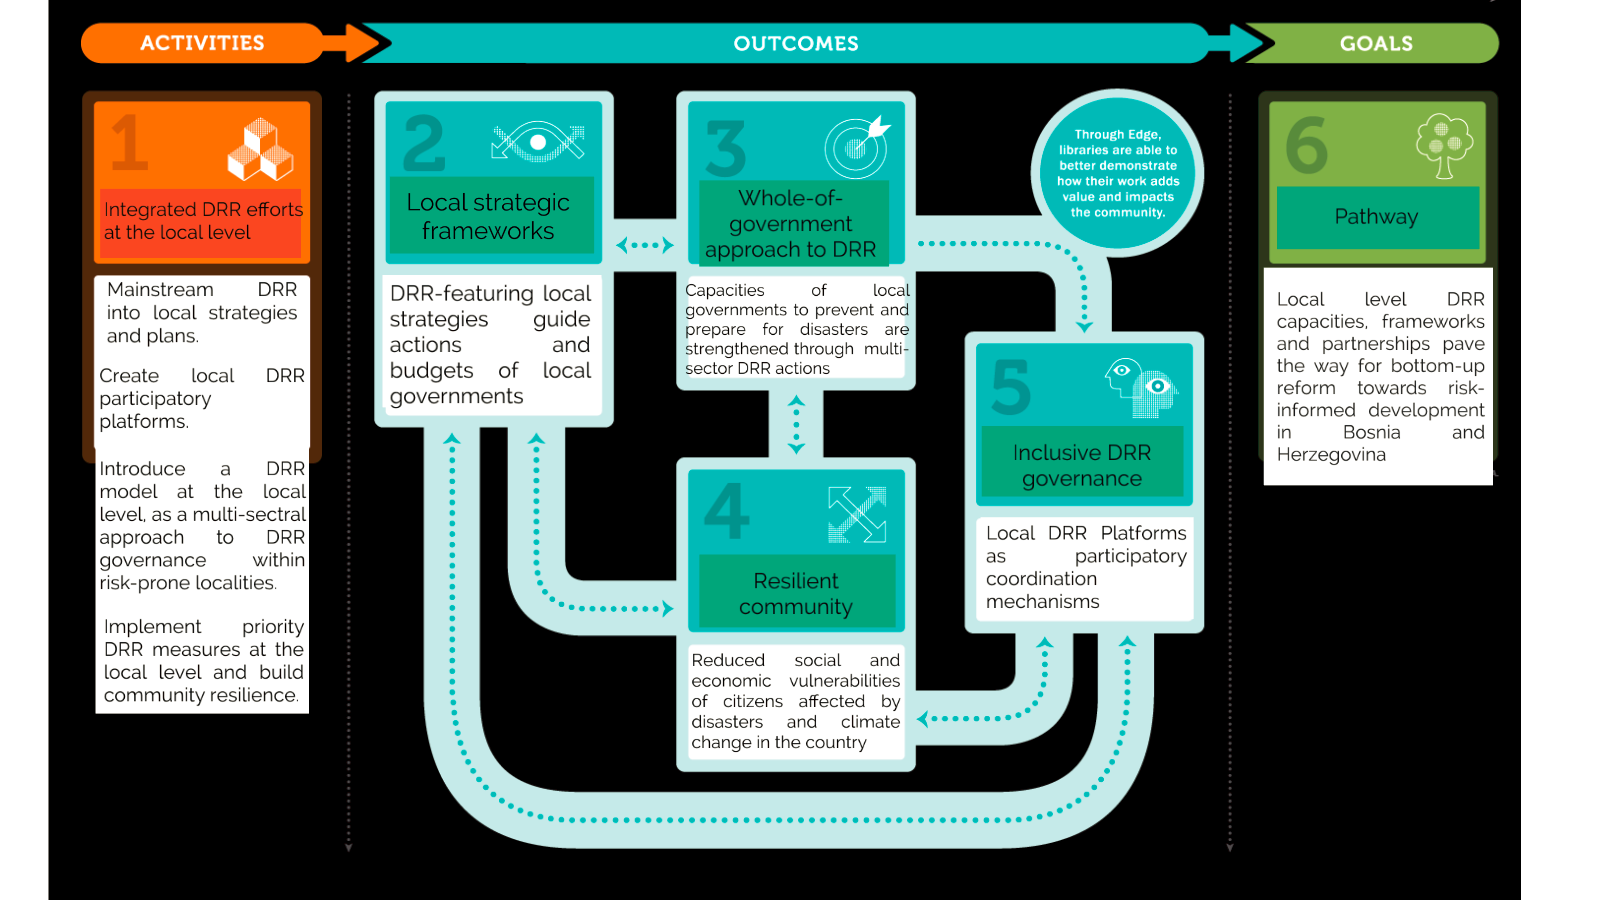 ACTIVITIES
OUTCOMES
GOALS
1
Integrated DRR efforts
at the local level
Mainstream DRR
into local strategies
and plans.
Create local DRR
participatory
platforms.
Introduce a DRR
model at the local
level, as a multi-sectral
approach to DRR
governance within
risk-prone localities.
Implement priority
DRR measures at the
local level and build
community resilience.
2
Local strategic
frameworks
DRR-featuring local
strategies guide
actions and
budgets of local
governments
3
Whole-of-
government
approach to DRR
Capacities of local
governments to prevent and
prepare for disasters are
strengthened through multi-
sector DRR actions
4
Resilient
community
Reduced social and
economic vulnerabilities
of citizens affected by
disasters and climate
change in the country
Through Edge,
libraries are able to
better demonstrate
how their work adds
value and impacts
the community.
5
Inclusive DRR
governance
Local DRR Platforms
as participatory
coordination
mechanisms
6
Pathway
Local level DRR
capacities, frameworks
and partnerships pave
the way for bottom-up
reform towards risk-
informed development
in Bosnia and
Herzegovina